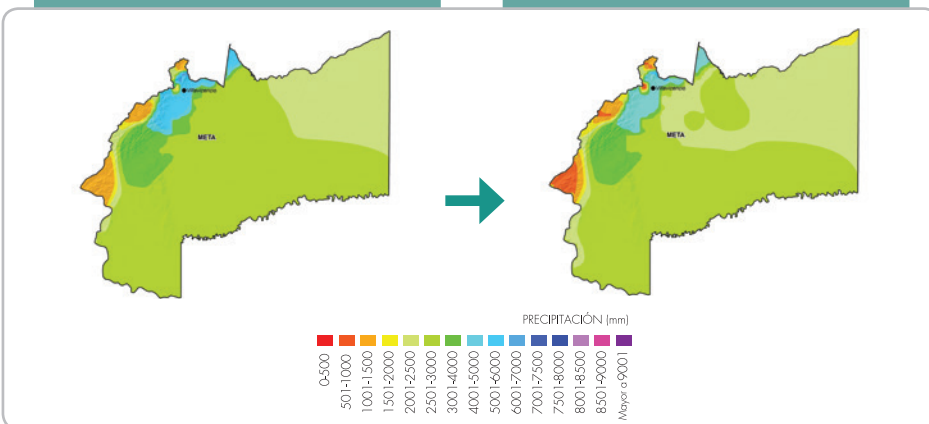 Villavicencio
META
Villavicencio
META
PRECIPITACIÓN (mm)
0-500
501-1000
1001-1500
1501-2000
2001-2500
2501-3000
3001-4000
4001-5000
5001-6000
6001-7000
7001-7500
7501-8000
8001-8500
8501-9000
Mayor a 9001